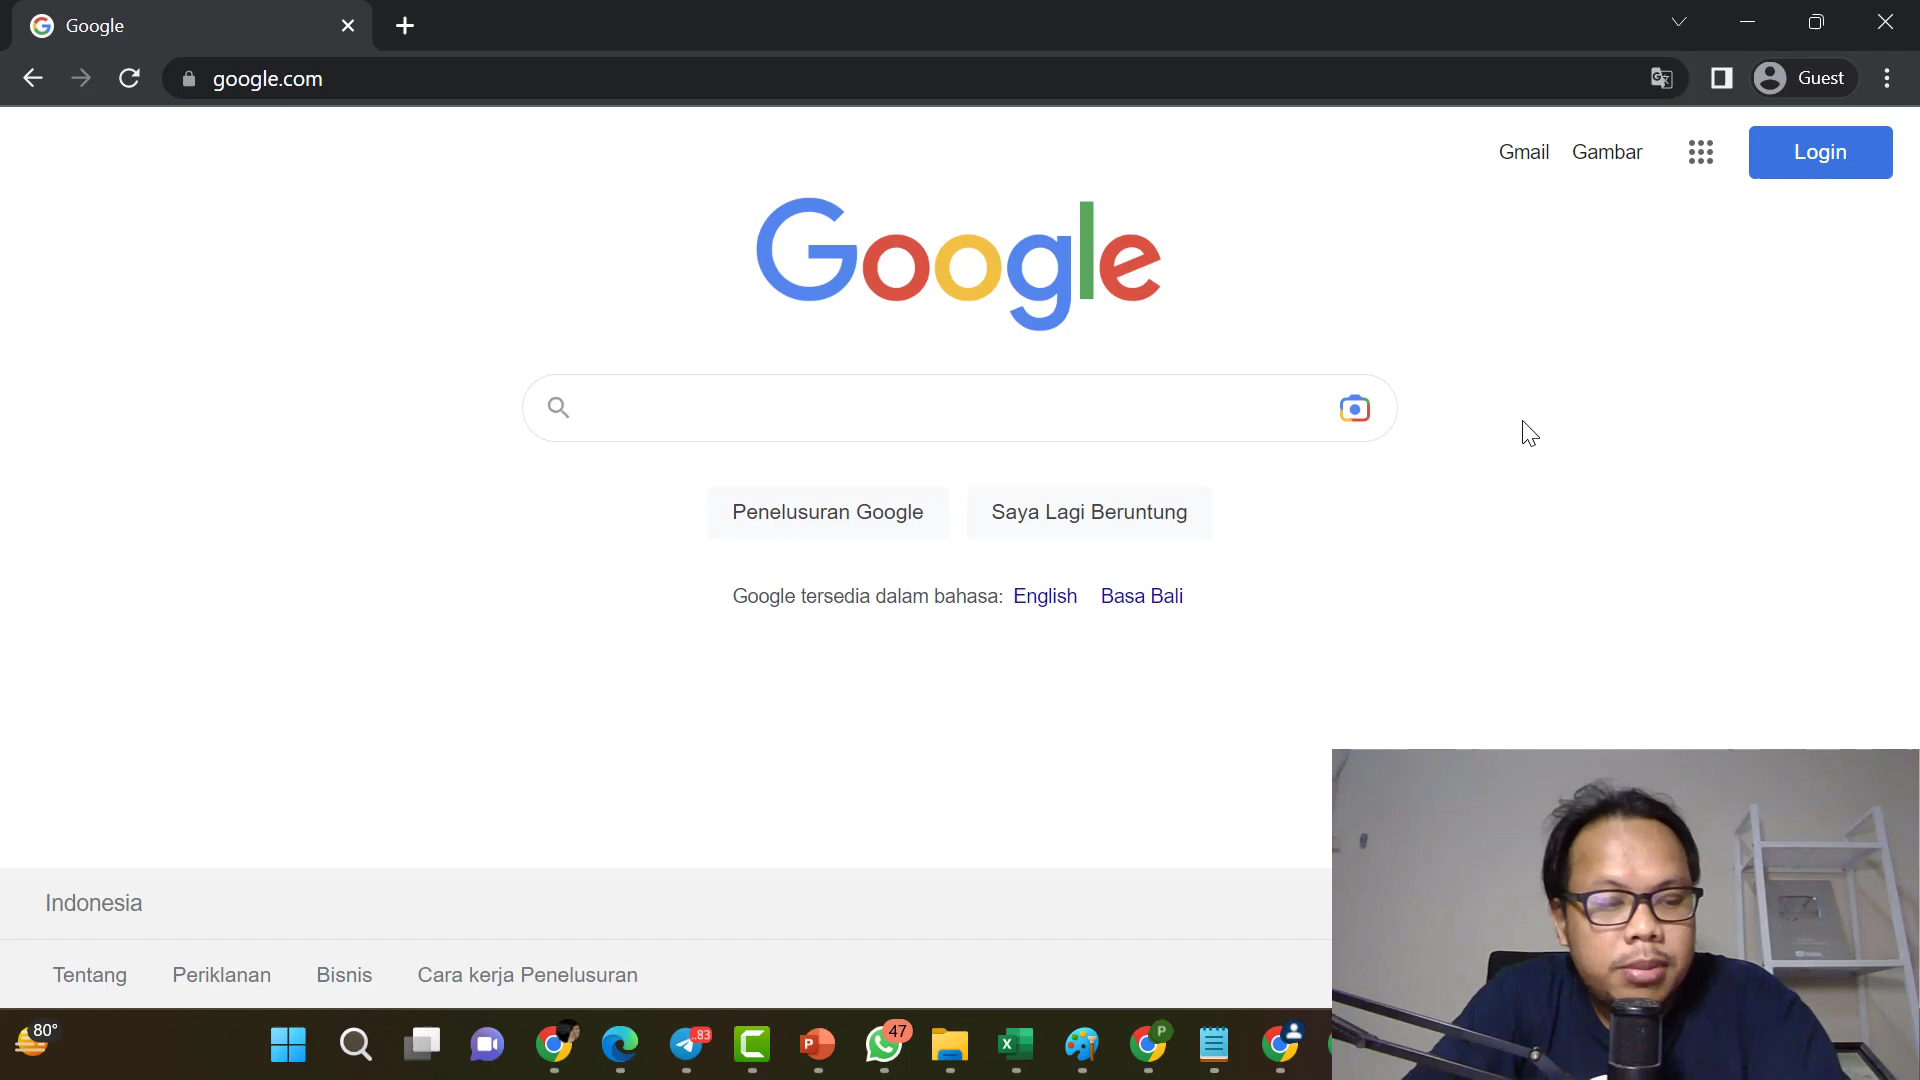 Google
google.com
Guest
Gmail Gambar
Login
Google
Penelusuran Google
Saya Lagi Beruntung
Google tersedia dalam bahasa: English Basa Bali
Indonesia
Tentang Periklanan Bisnis Cara kerja Penelusuran
80°
..83
P
47
X
P